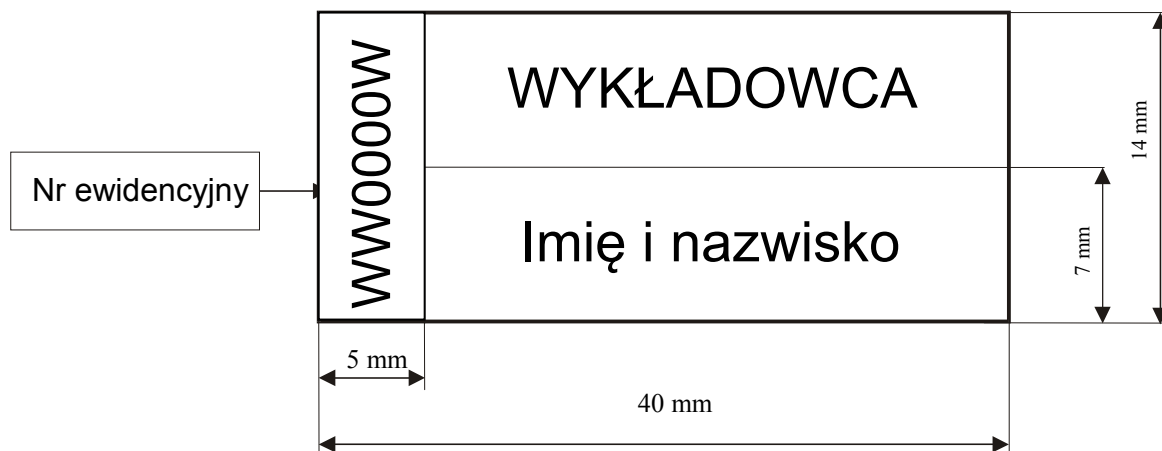 WW0000W
WYKŁADOWCA
14 mm
Nr ewidencyjny
Imię i nazwisko
7 mm
5 mm
40 mm